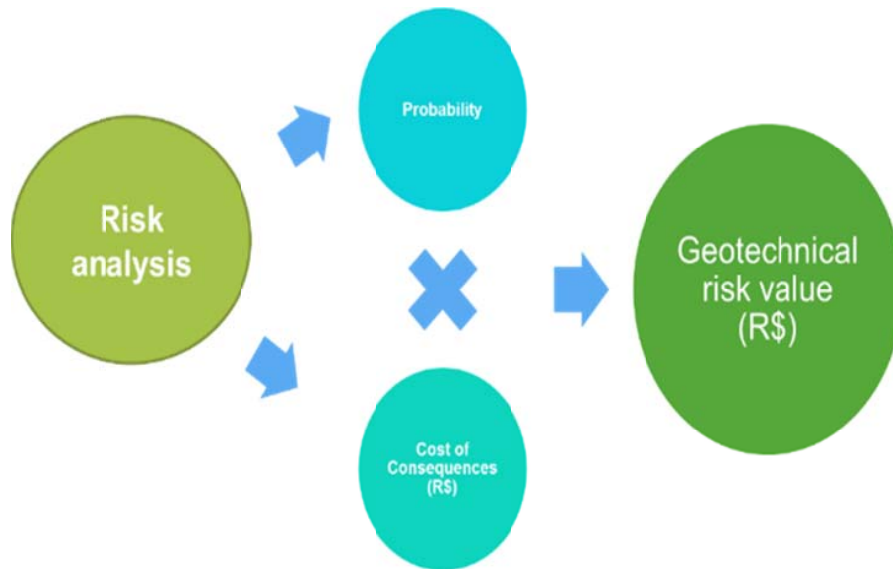 Probability
Risk
analysis
Geotechnical
risk value
(R$)
Cost of
Consequences
(R$)